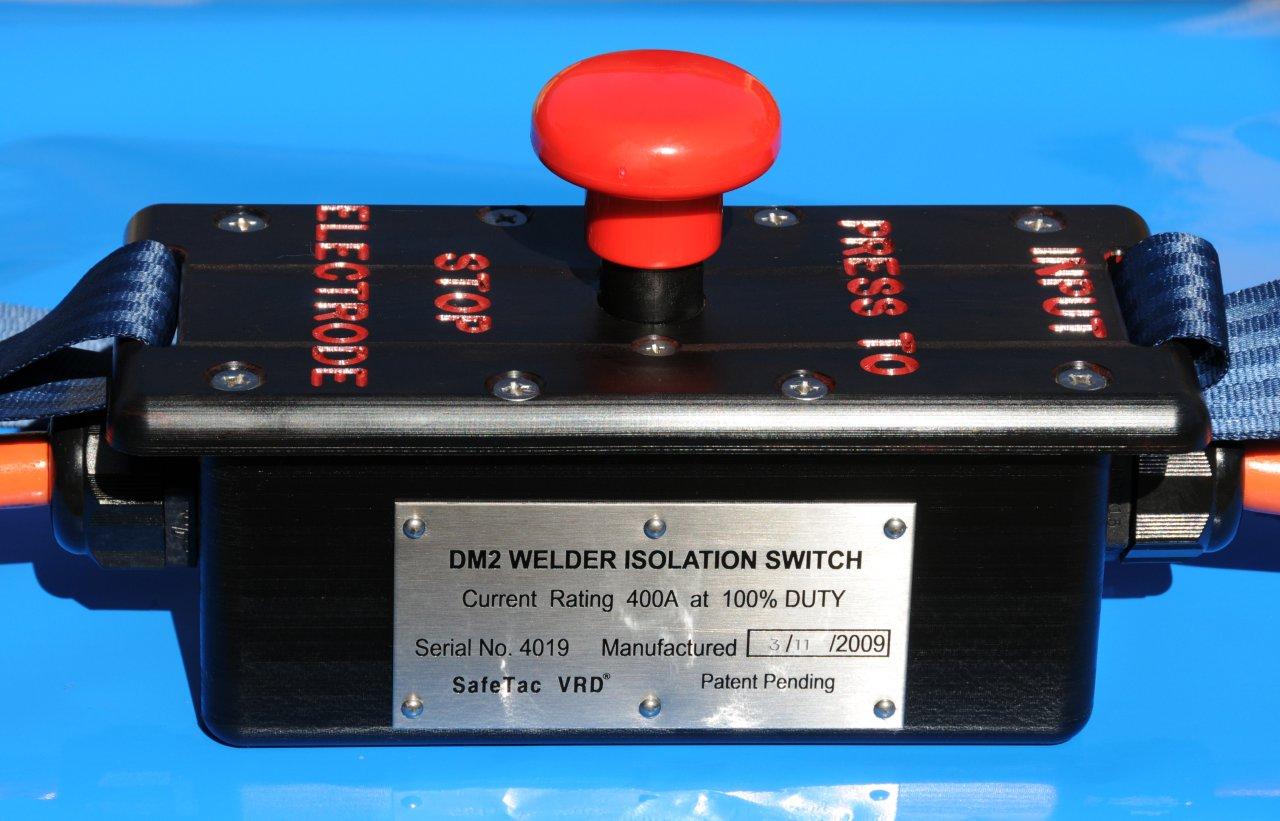 ELECTRODE
STOP
PRESS TO
INPUT
DM2 WELDER ISOLATION SWITCH
Current Rating 400A at 100% DUTY
Serial No. 4019 Manufactured 3/11/2009
SafeTac VRD® Patent Pending